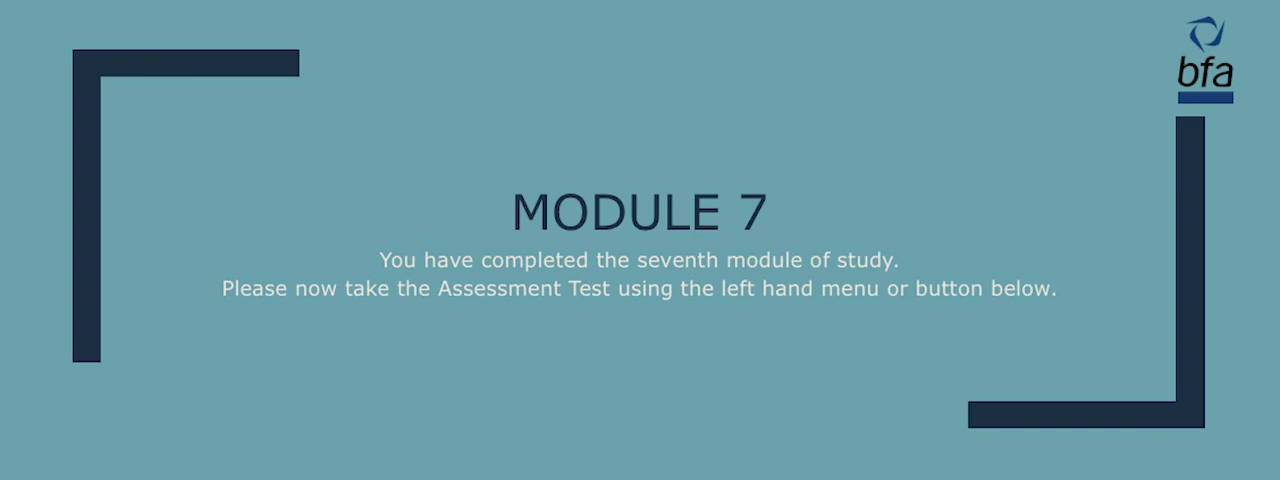 bfa
MODULE 7
You have completed the seventh module of study.
Please now take the Assessment Test using the left hand menu or button below.